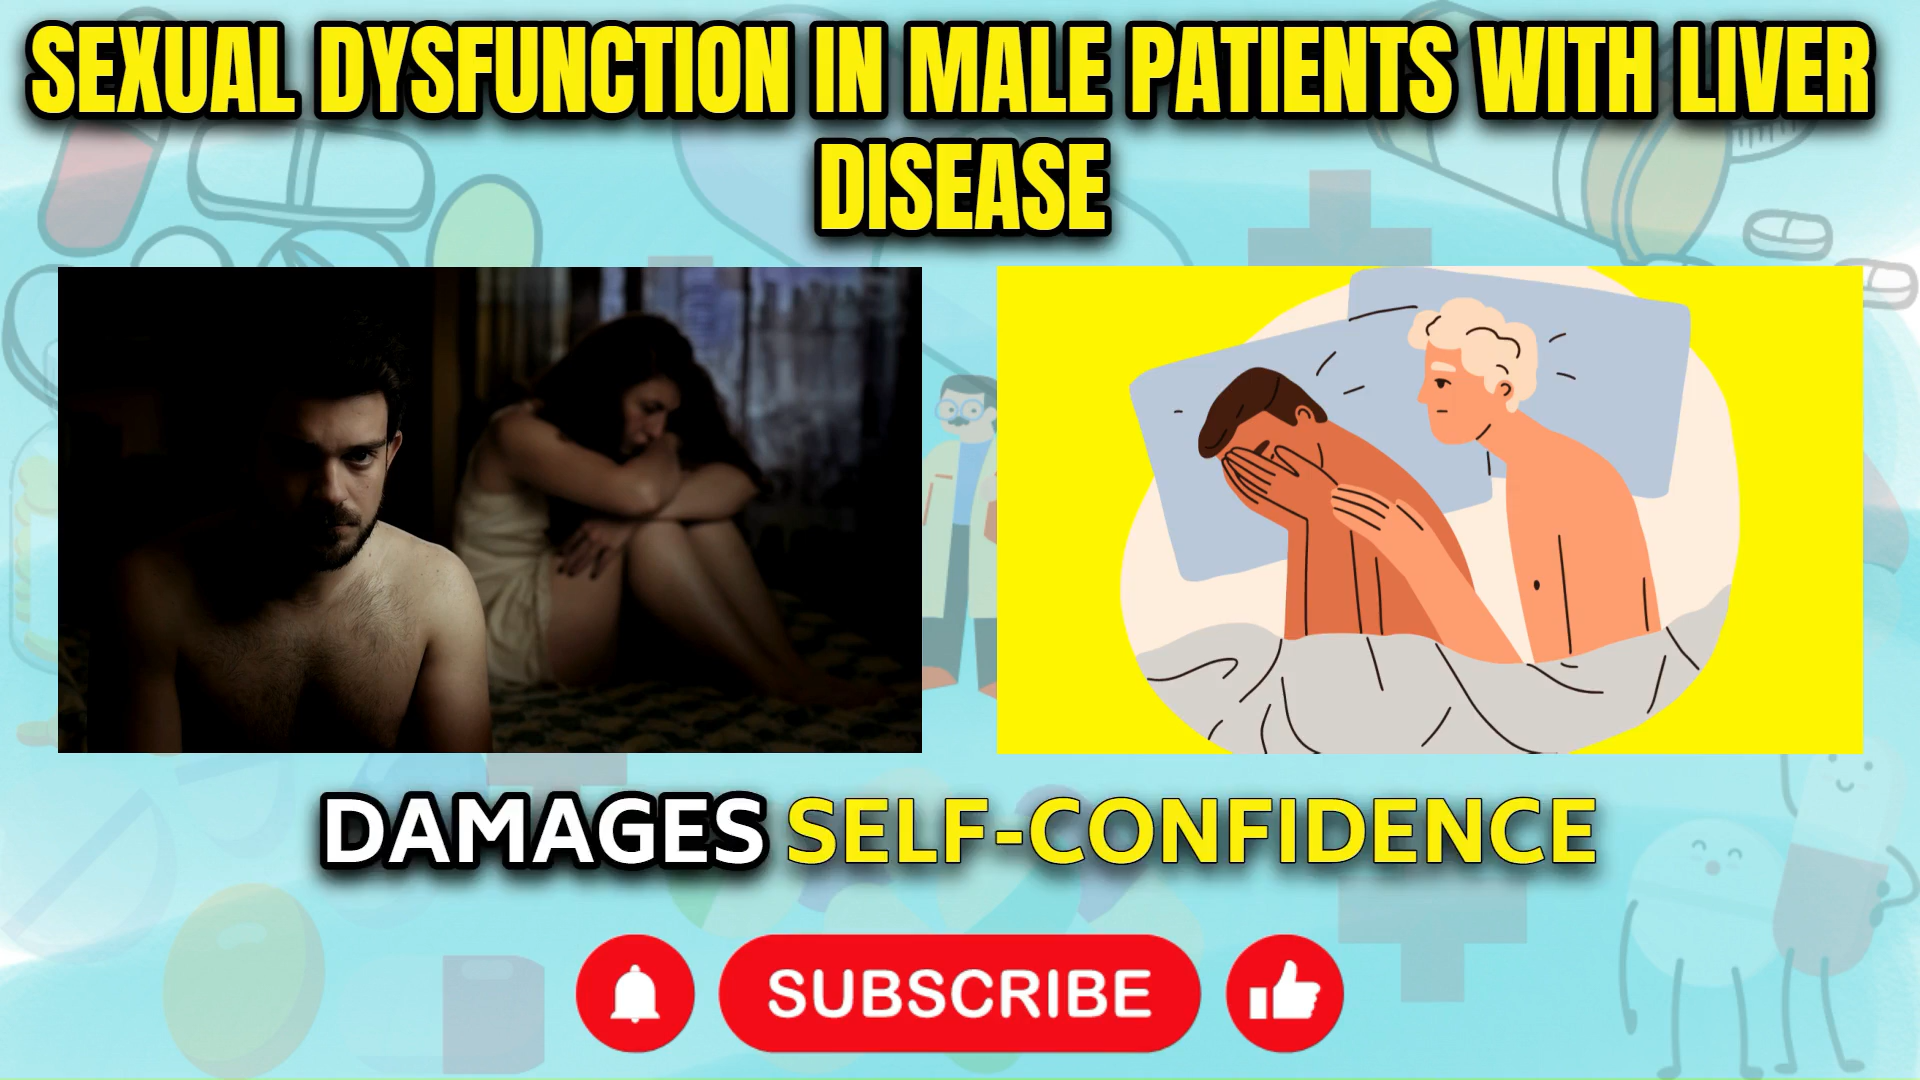 SEXUAL DYSFUNCTION IN MALE PATIENTS WITH LIVER
DISEASE
DAMAGES SELF-CONFIDENCE
SUBSCRIBE